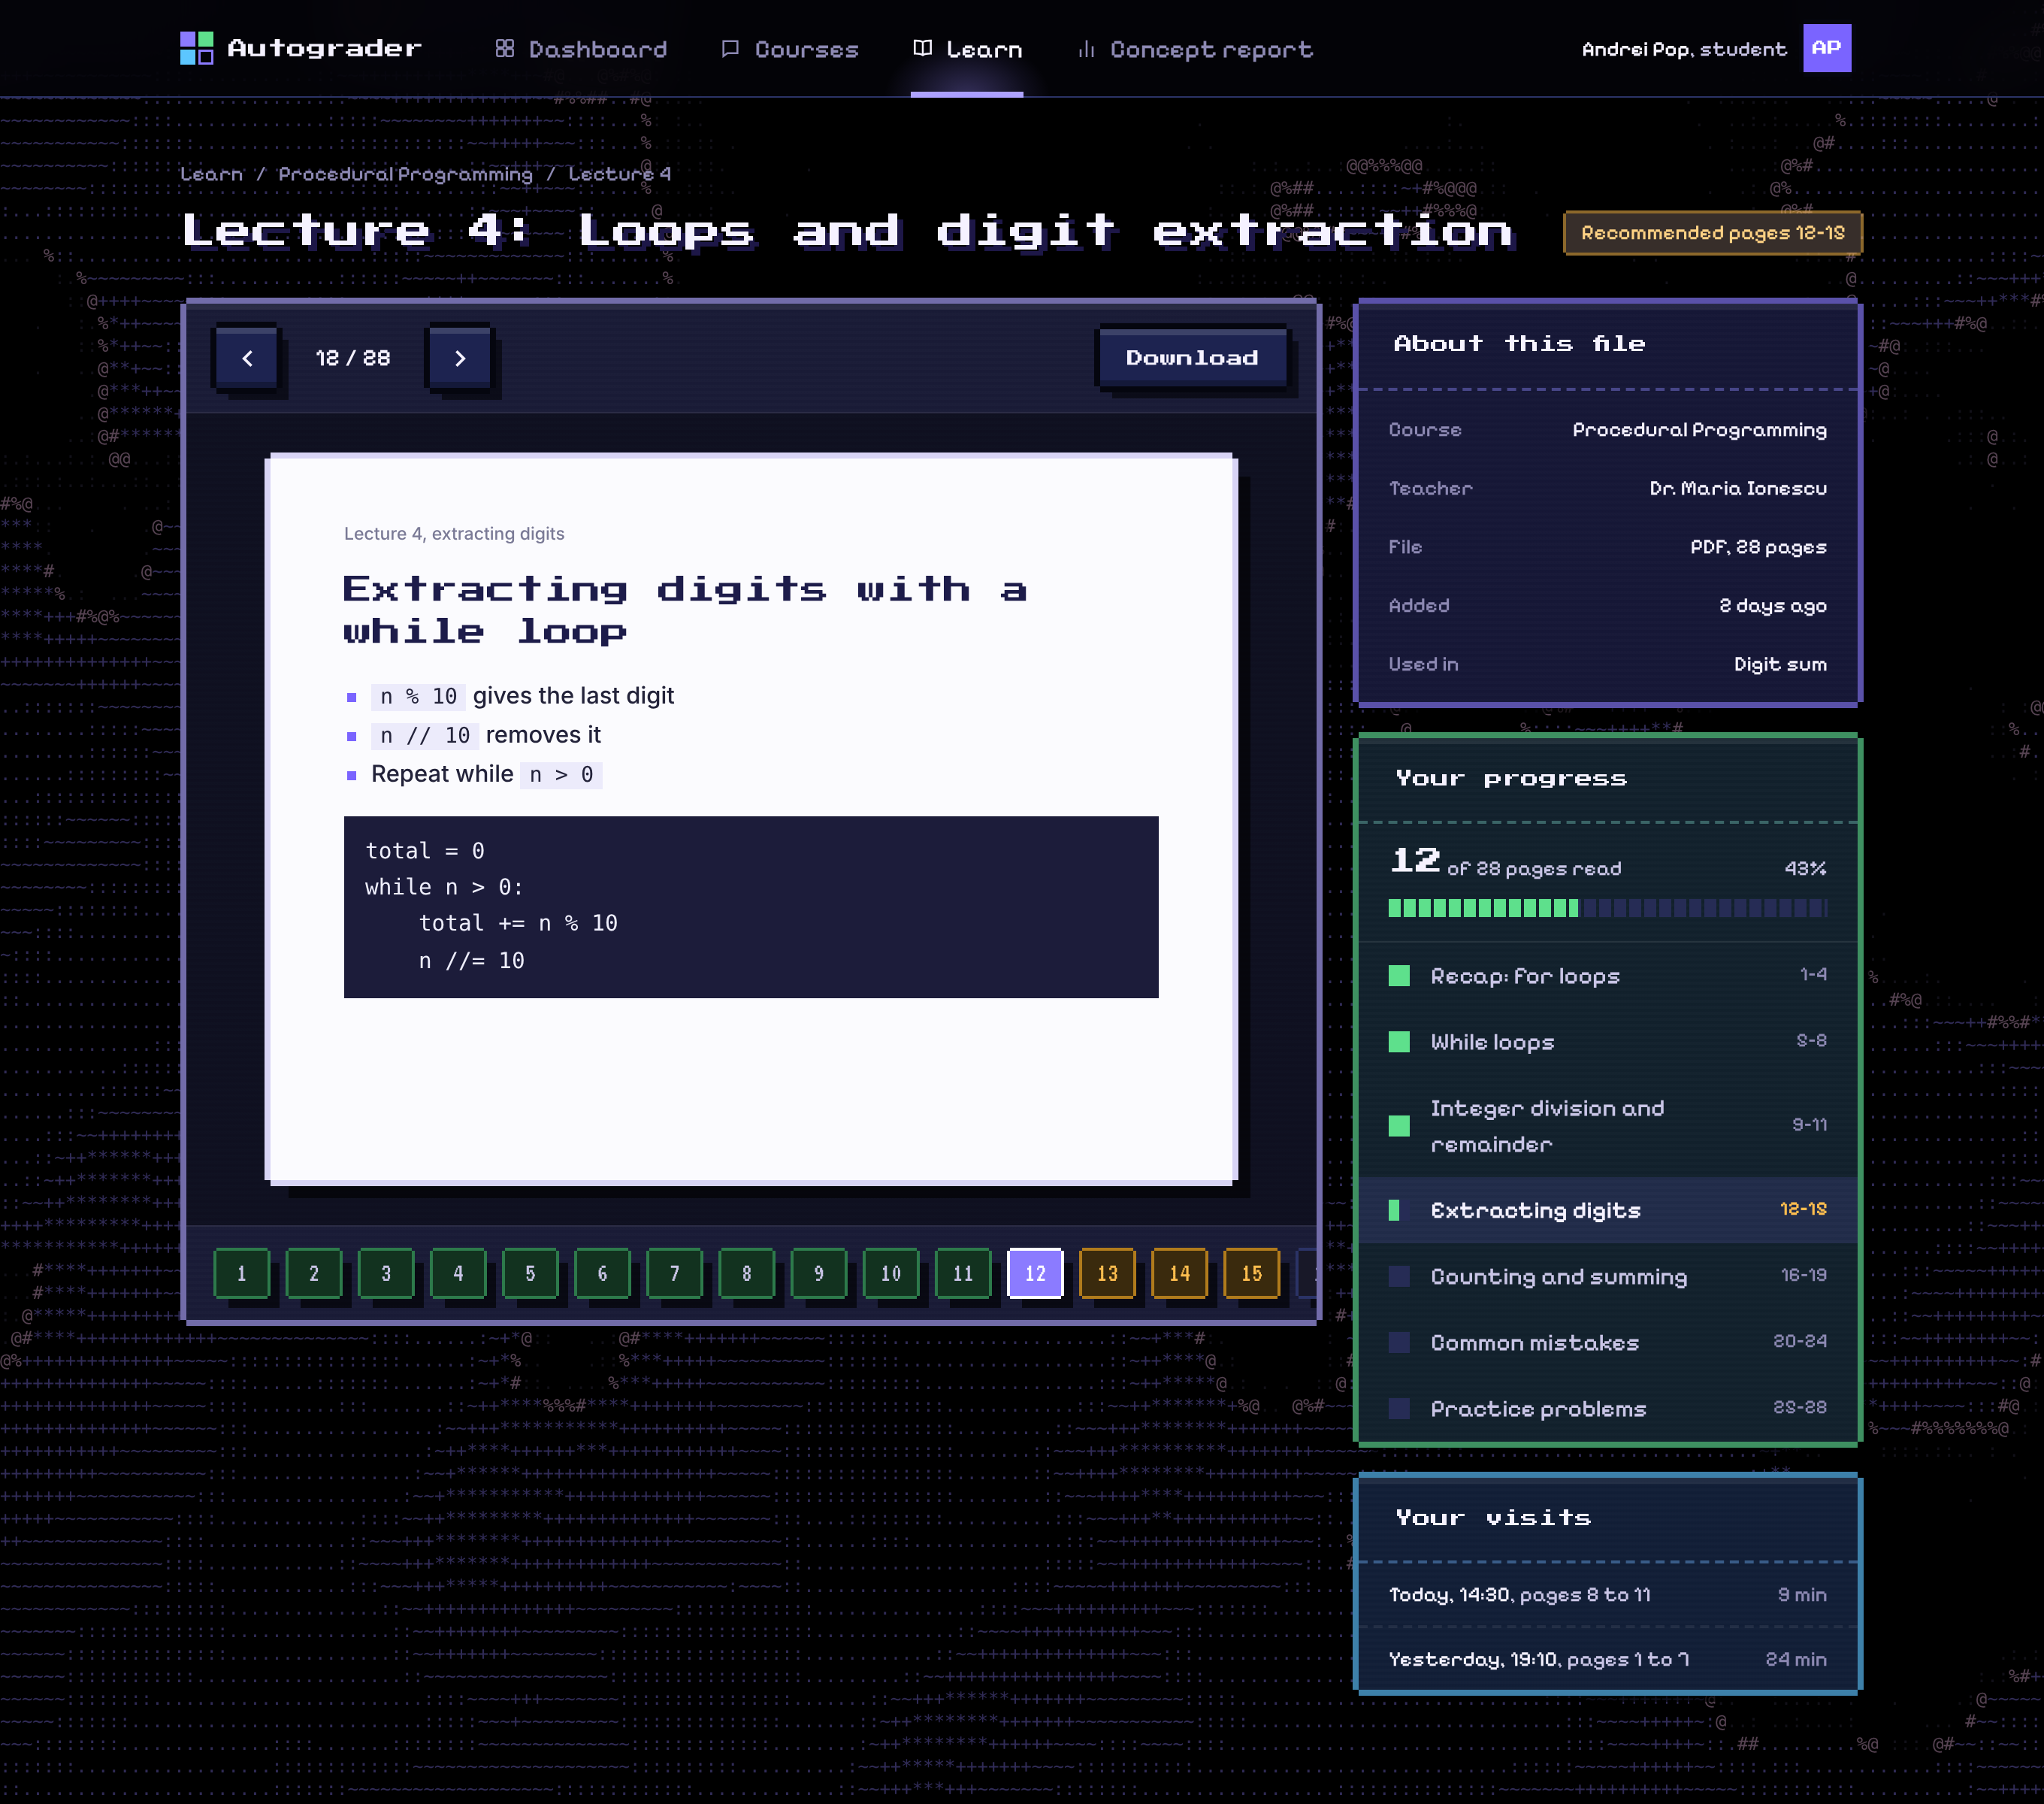 Autograder
Dashboard
Courses
Learn
Concept report
Andrei Pop, student
AP
Learn / Procedural Programming / Lecture 4
Lecture 4: Loops and digit extraction
Recommended pages 12-15
12 / 28
Download
Lecture 4, extracting digits
Extracting digits with a
while loop
n % 10 gives the last digit
n // 10 removes it
Repeat while n > 0
total = 0
while n > 0:
    total += n % 10
    n //= 10
1 2 3 4 5 6 7 8 9 10 11 12 13 14 15
About this file
Course Procedural Programming
Teacher Dr. Maria Ionescu
File PDF, 28 pages
Added 2 days ago
Used in Digit sum
Your progress
12 of 28 pages read 43%
Recap: for loops 1-4
While loops 5-8
Integer division and
remainder 9-11
Extracting digits 12-15
Counting and summing 16-19
Common mistakes 20-24
Practice problems 25-28
Your visits
Today, 14:30, pages 8 to 11 9 min
Yesterday, 19:10, pages 1 to 7 24 min